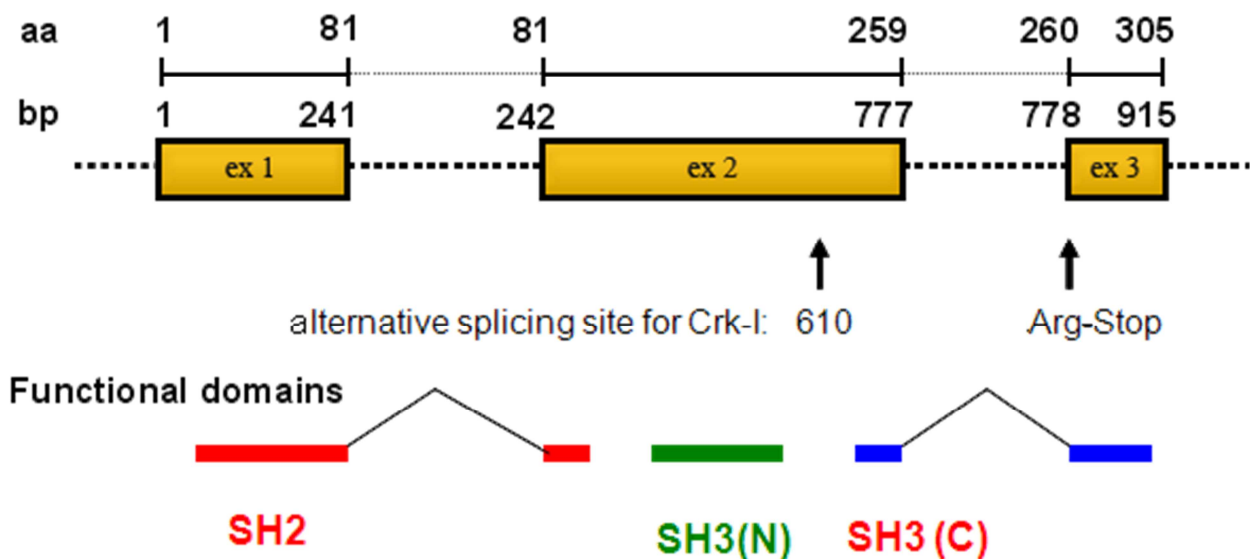 aa 1 81 81 259 260 305
bp 1 241 242 777 778 915
ex 1 ex 2 ex 3
alternative splicing site for Crk-I: 610 Arg-Stop
Functional domains
SH2 SH3(N) SH3 (C)